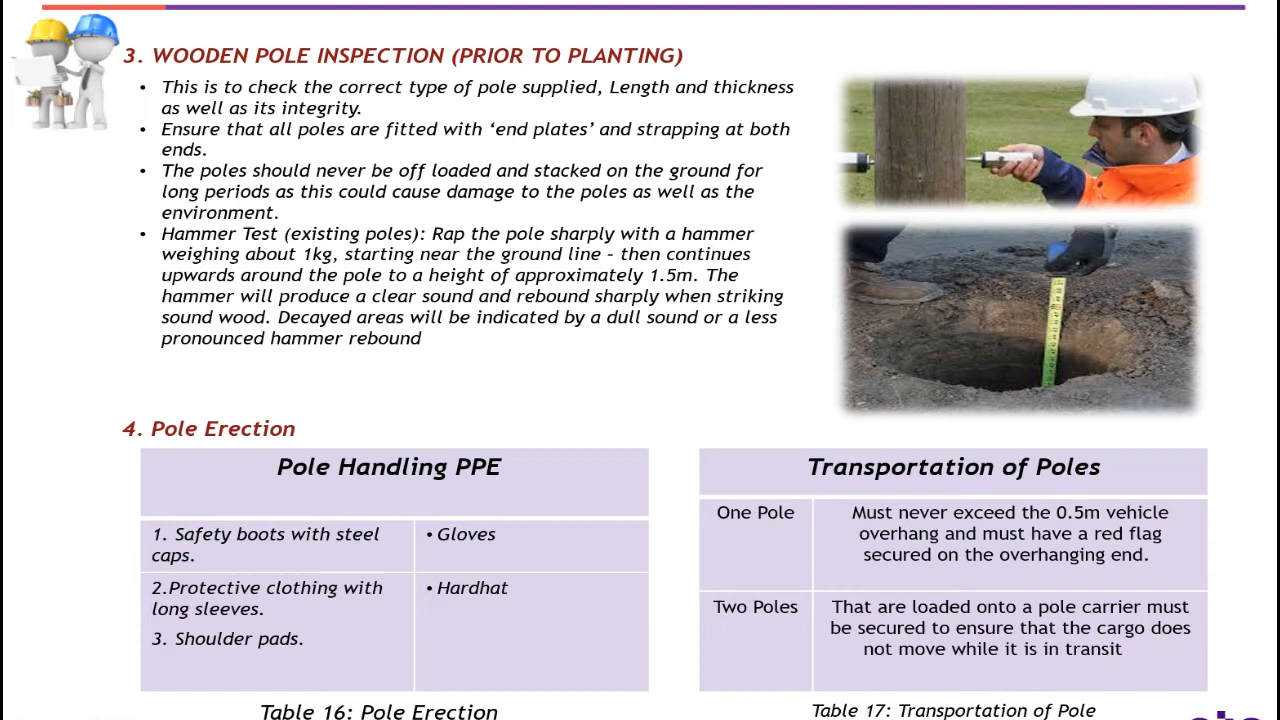 3. WOODEN POLE INSPECTION (PRIOR TO PLANTING)
• This is to check the correct type of pole supplied, Length and thickness
as well as its integrity.
• Ensure that all poles are fitted with ‘end plates’ and strapping at both
ends.
• The poles should never be off loaded and stacked on the ground for
long periods as this could cause damage to the poles as well as the
environment.
• Hammer Test (existing poles): Rap the pole sharply with a hammer
weighing about 1kg, starting near the ground line – then continues
upwards around the pole to a height of approximately 1.5m. The
hammer will produce a clear sound and rebound sharply when striking
sound wood. Decayed areas will be indicated by a dull sound or a less
pronounced hammer rebound
4. Pole Erection
Pole Handling PPE
1. Safety boots with steel
caps.
• Gloves
2.Protective clothing with
long sleeves.
3. Shoulder pads.
• Hardhat
Table 16: Pole Erection
Transportation of Poles
One Pole
Must never exceed the 0.5m vehicle
overhang and must have a red flag
secured on the overhanging end.
Two Poles
That are loaded onto a pole carrier must
be secured to ensure that the cargo does
not move while it is in transit
Table 17: Transportation of Pole